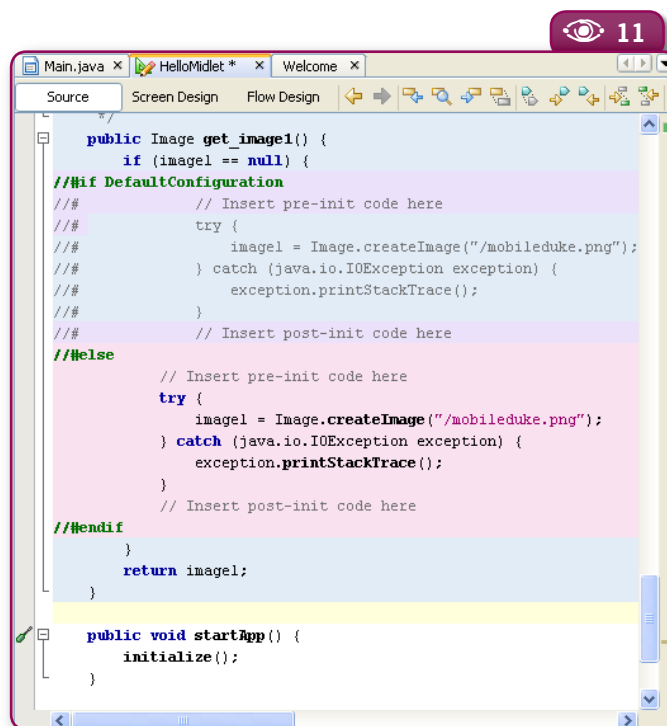 11
Main.java × HelloMidlet * × Welcome ×
Source Screen Design Flow Design
*/
public Image get_image1() {
if (image1 == null) {
//#if DefaultConfiguration
//# // Insert pre-init code here
//# try {
//# image1 = Image.createImage("/mobileduke.png");
//# } catch (java.io.IOException exception) {
//# exception.printStackTrace();
//# }
//# // Insert post-init code here
//#else
// Insert pre-init code here
try {
image1 = Image.createImage("/mobileduke.png");
} catch (java.io.IOException exception) {
exception.printStackTrace();
}
// Insert post-init code here
//#endif
}
return image1;
}
public void startApp() {
initialize();
}